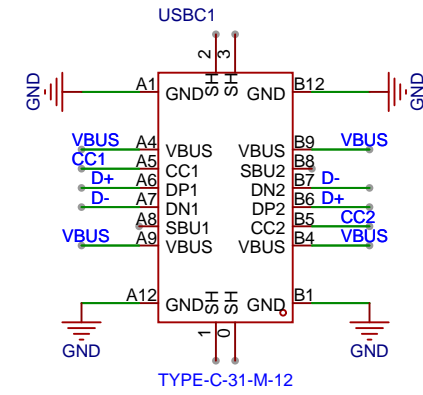 USBC1
2 3
SH SH
GND A1 GND GND B12 GND
VBUS A4 VBUS VBUS B9 VBUS
CC1 A5 CC1 SBU2 B8
D+ A6 DP1 DN2 B7 D-
D- A7 DN1 DP2 B6 D+
A8 SBU1 CC2 B5 CC2
VBUS A9 VBUS VBUS B4 VBUS
A12 GND GND B1
SH SH
1 0
GND GND
TYPE-C-31-M-12